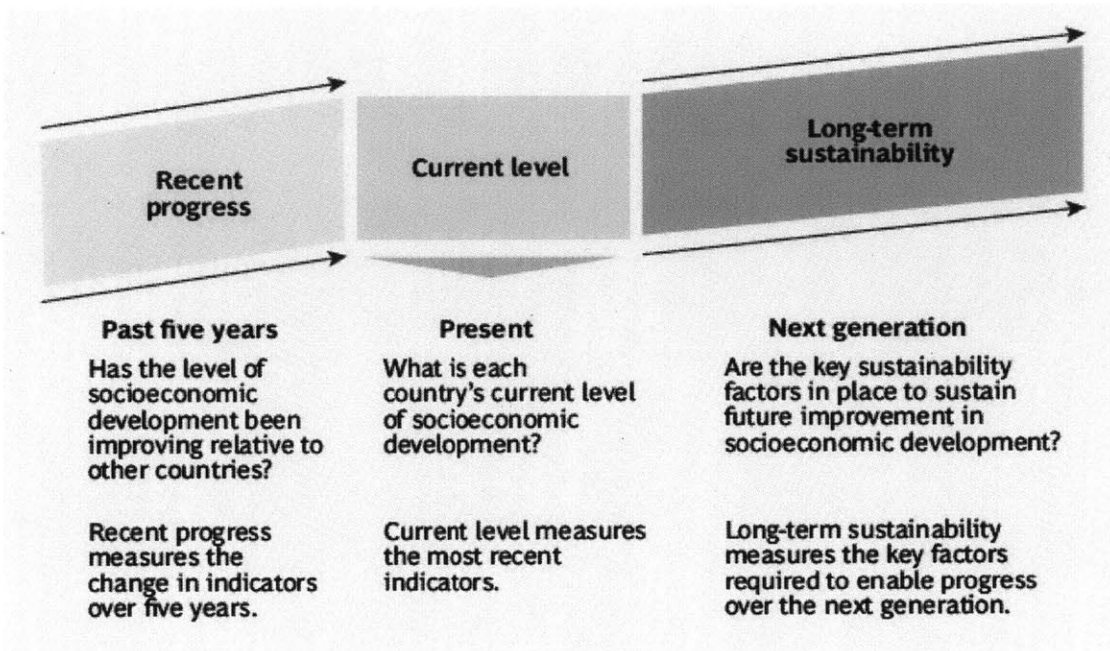 Recent
progress
Current level
Long-term
sustainability
Past five years
Has the level of
socioeconomic
development been
improving relative to
other countries?
Recent progress
measures the
change in indicators
over five years.
Present
What is each
country's current level
of socioeconomic
development?
Current level measures
the most recent
indicators.
Next generation
Are the key sustainability
factors in place to sustain
future improvement in
socioeconomic development?
Long-term sustainability
measures the key factors
required to enable progress
over the next generation.